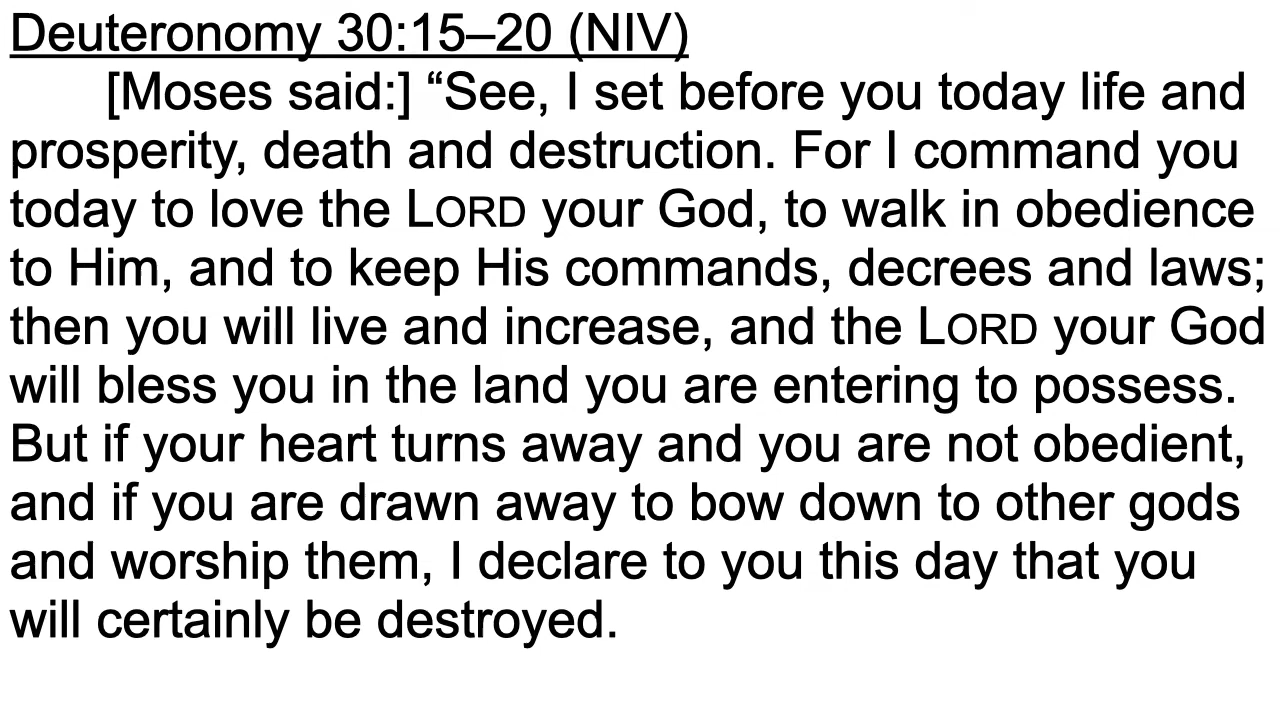 Deuteronomy 30:15–20 (NIV)
[Moses said:] “See, I set before you today life and
prosperity, death and destruction. For I command you
today to love the LORD your God, to walk in obedience
to Him, and to keep His commands, decrees and laws;
then you will live and increase, and the LORD your God
will bless you in the land you are entering to possess.
But if your heart turns away and you are not obedient,
and if you are drawn away to bow down to other gods
and worship them, I declare to you this day that you
will certainly be destroyed.